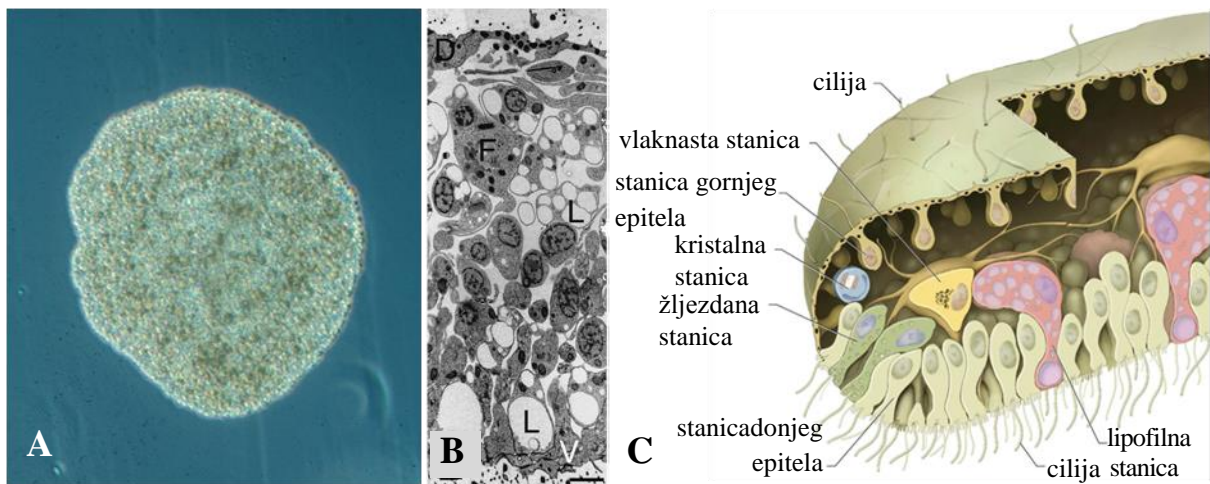 A
D
F
L
L
V
B
cilija
vlaknasta stanica
stanica gornjeg
epitela
kristalna
stanica
žljezdana
stanica
stanicadonjeg
epitela
cilija
lipofilna
stanica
C